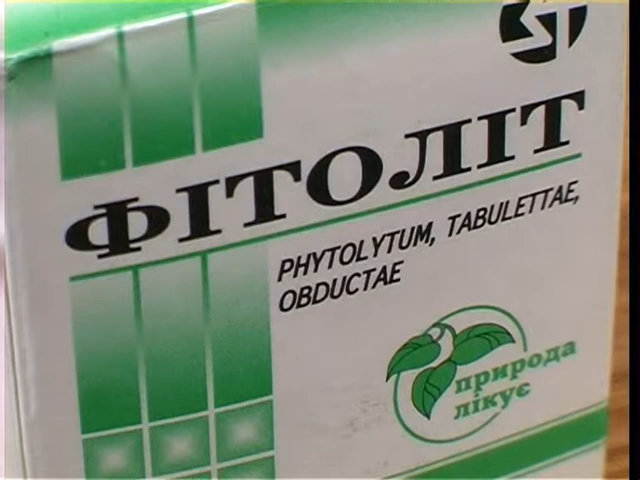 ФІТОЛІТ
PHYTOLYTUM, TABULETTAE,
OBDUCTAE
природа
лікує